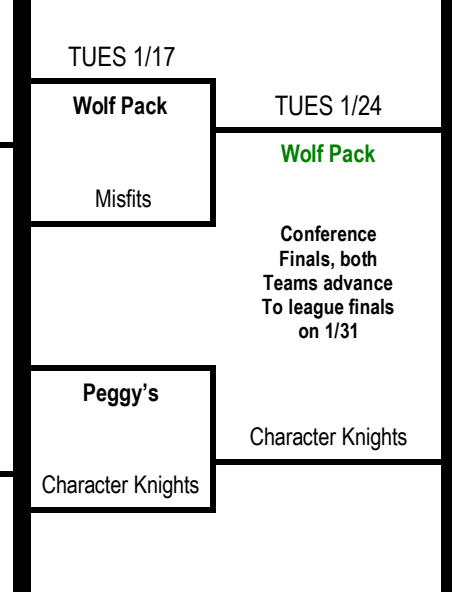 TUES 1/17
Wolf Pack
Misfits
Peggy’s
Character Knights
TUES 1/24
Wolf Pack
Conference
Finals, both
Teams advance
To league finals
on 1/31
Character Knights